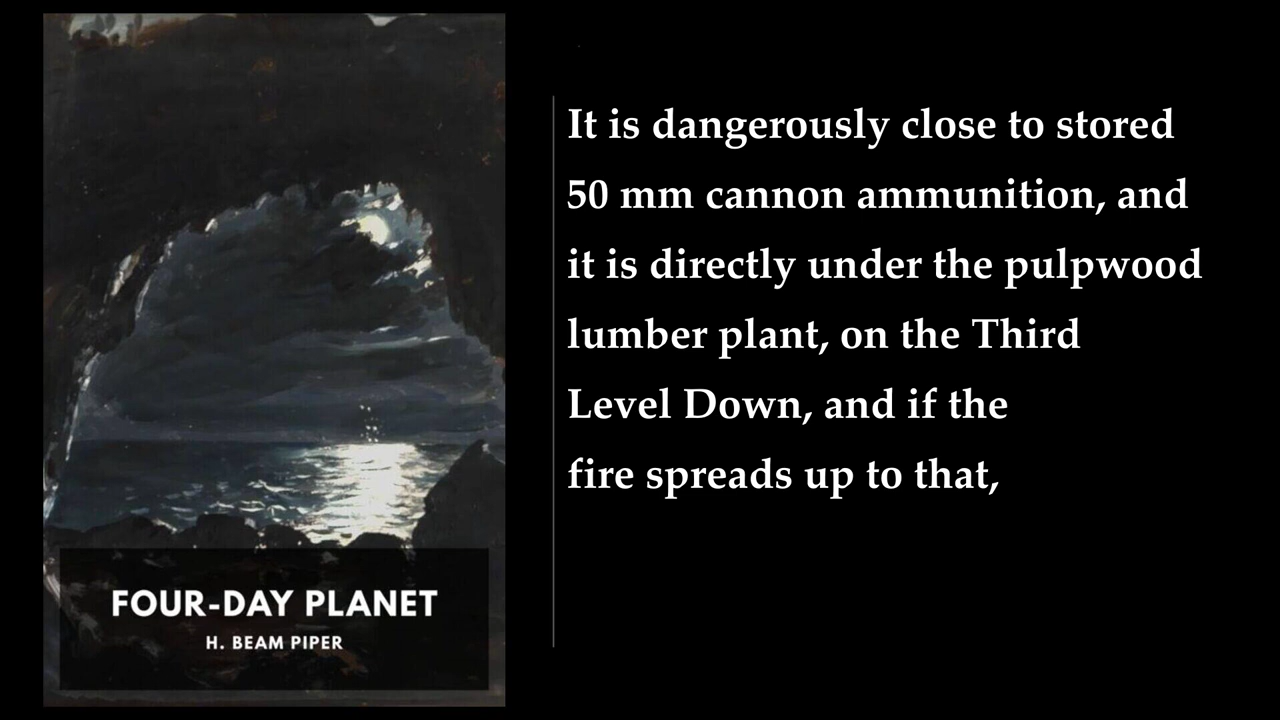 FOUR-DAY PLANET
H. BEAM PIPER
It is dangerously close to stored
50 mm cannon ammunition, and
it is directly under the pulpwood
lumber plant, on the Third
Level Down, and if the
fire spreads up to that,